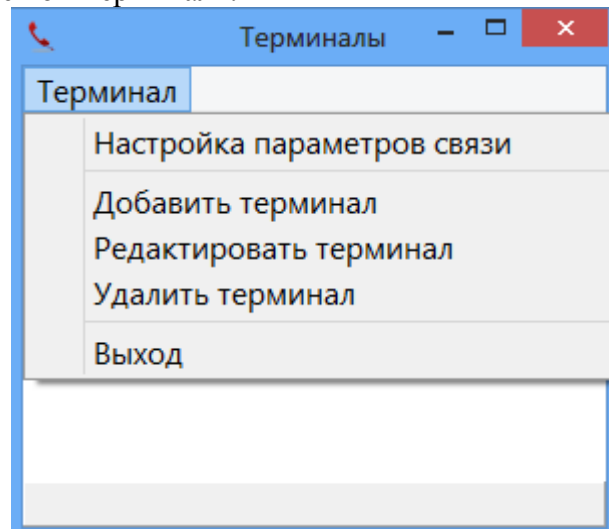 Терминалы
Терминал
Настройка параметров связи
Добавить терминал
Редактировать терминал
Удалить терминал
Выход